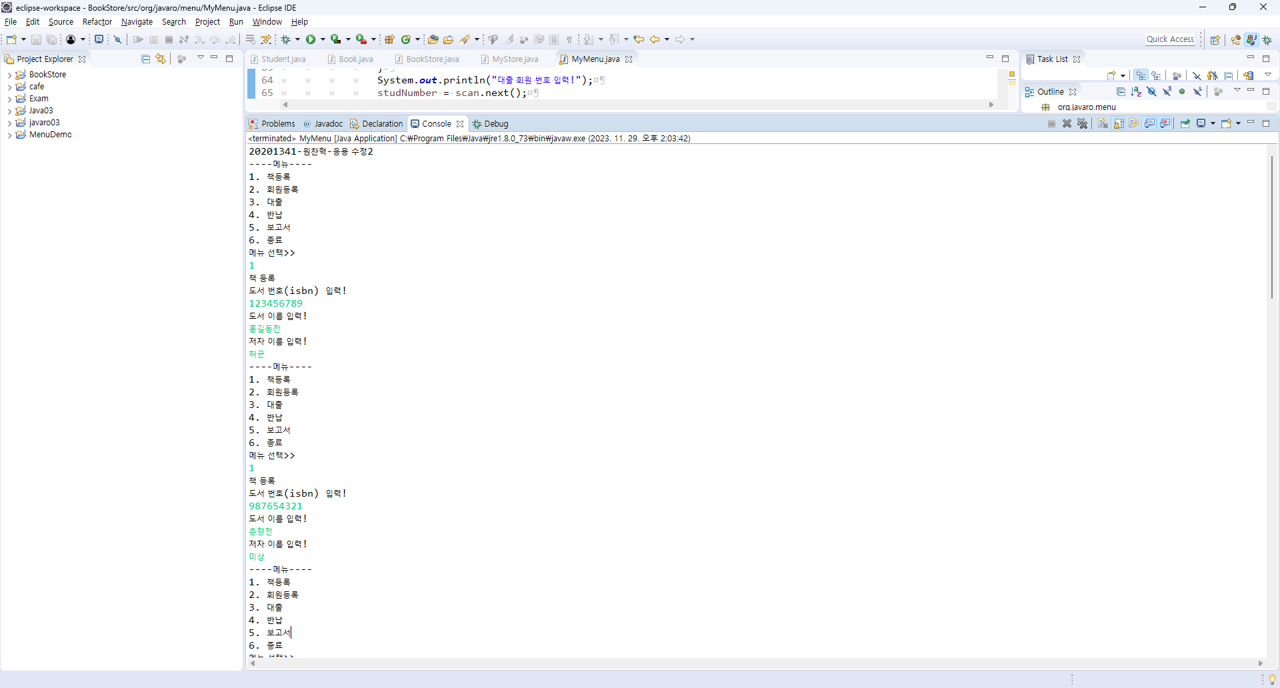 eclipse-workspace - BookStore/src/org/javaro/menu/MyMenu.java - Eclipse IDE
File Edit Source Refactor Navigate Search Project Run Window Help
Quick Access
Project Explorer
BookStore
cafe
Exam
Java03
javaro03
MenuDemo
Student.java Book.java BookStore.java MyStore.java MyMenu.java
64 System.out.println("대출 회원 번호 입력!");¤¶
65 studNumber = scan.next();¤¶
Task List
Outline
org.javaro.menu
Problems Javadoc Declaration Console Debug
<terminated> MyMenu [Java Application] C:₩Program Files₩Java₩jre1.8.0_73₩bin₩javaw.exe (2023. 11. 29. 오후 2:03:42)
20201341-원찬혁-응용 수정2
----메뉴----
1. 책등록
2. 회원등록
3. 대출
4. 반납
5. 보고서
6. 종료
메뉴 선택>>
1
책 등록
도서 번호(isbn) 입력!
123456789
도서 이름 입력!
홍길동전
저자 이름 입력!
허균
----메뉴----
1. 책등록
2. 회원등록
3. 대출
4. 반납
5. 보고서
6. 종료
메뉴 선택>>
1
책 등록
도서 번호(isbn) 입력!
987654321
도서 이름 입력!
춘향전
저자 이름 입력!
미상
----메뉴----
1. 책등록
2. 회원등록
3. 대출
4. 반납
5. 보고서
6. 종료
메뉴 선택>>